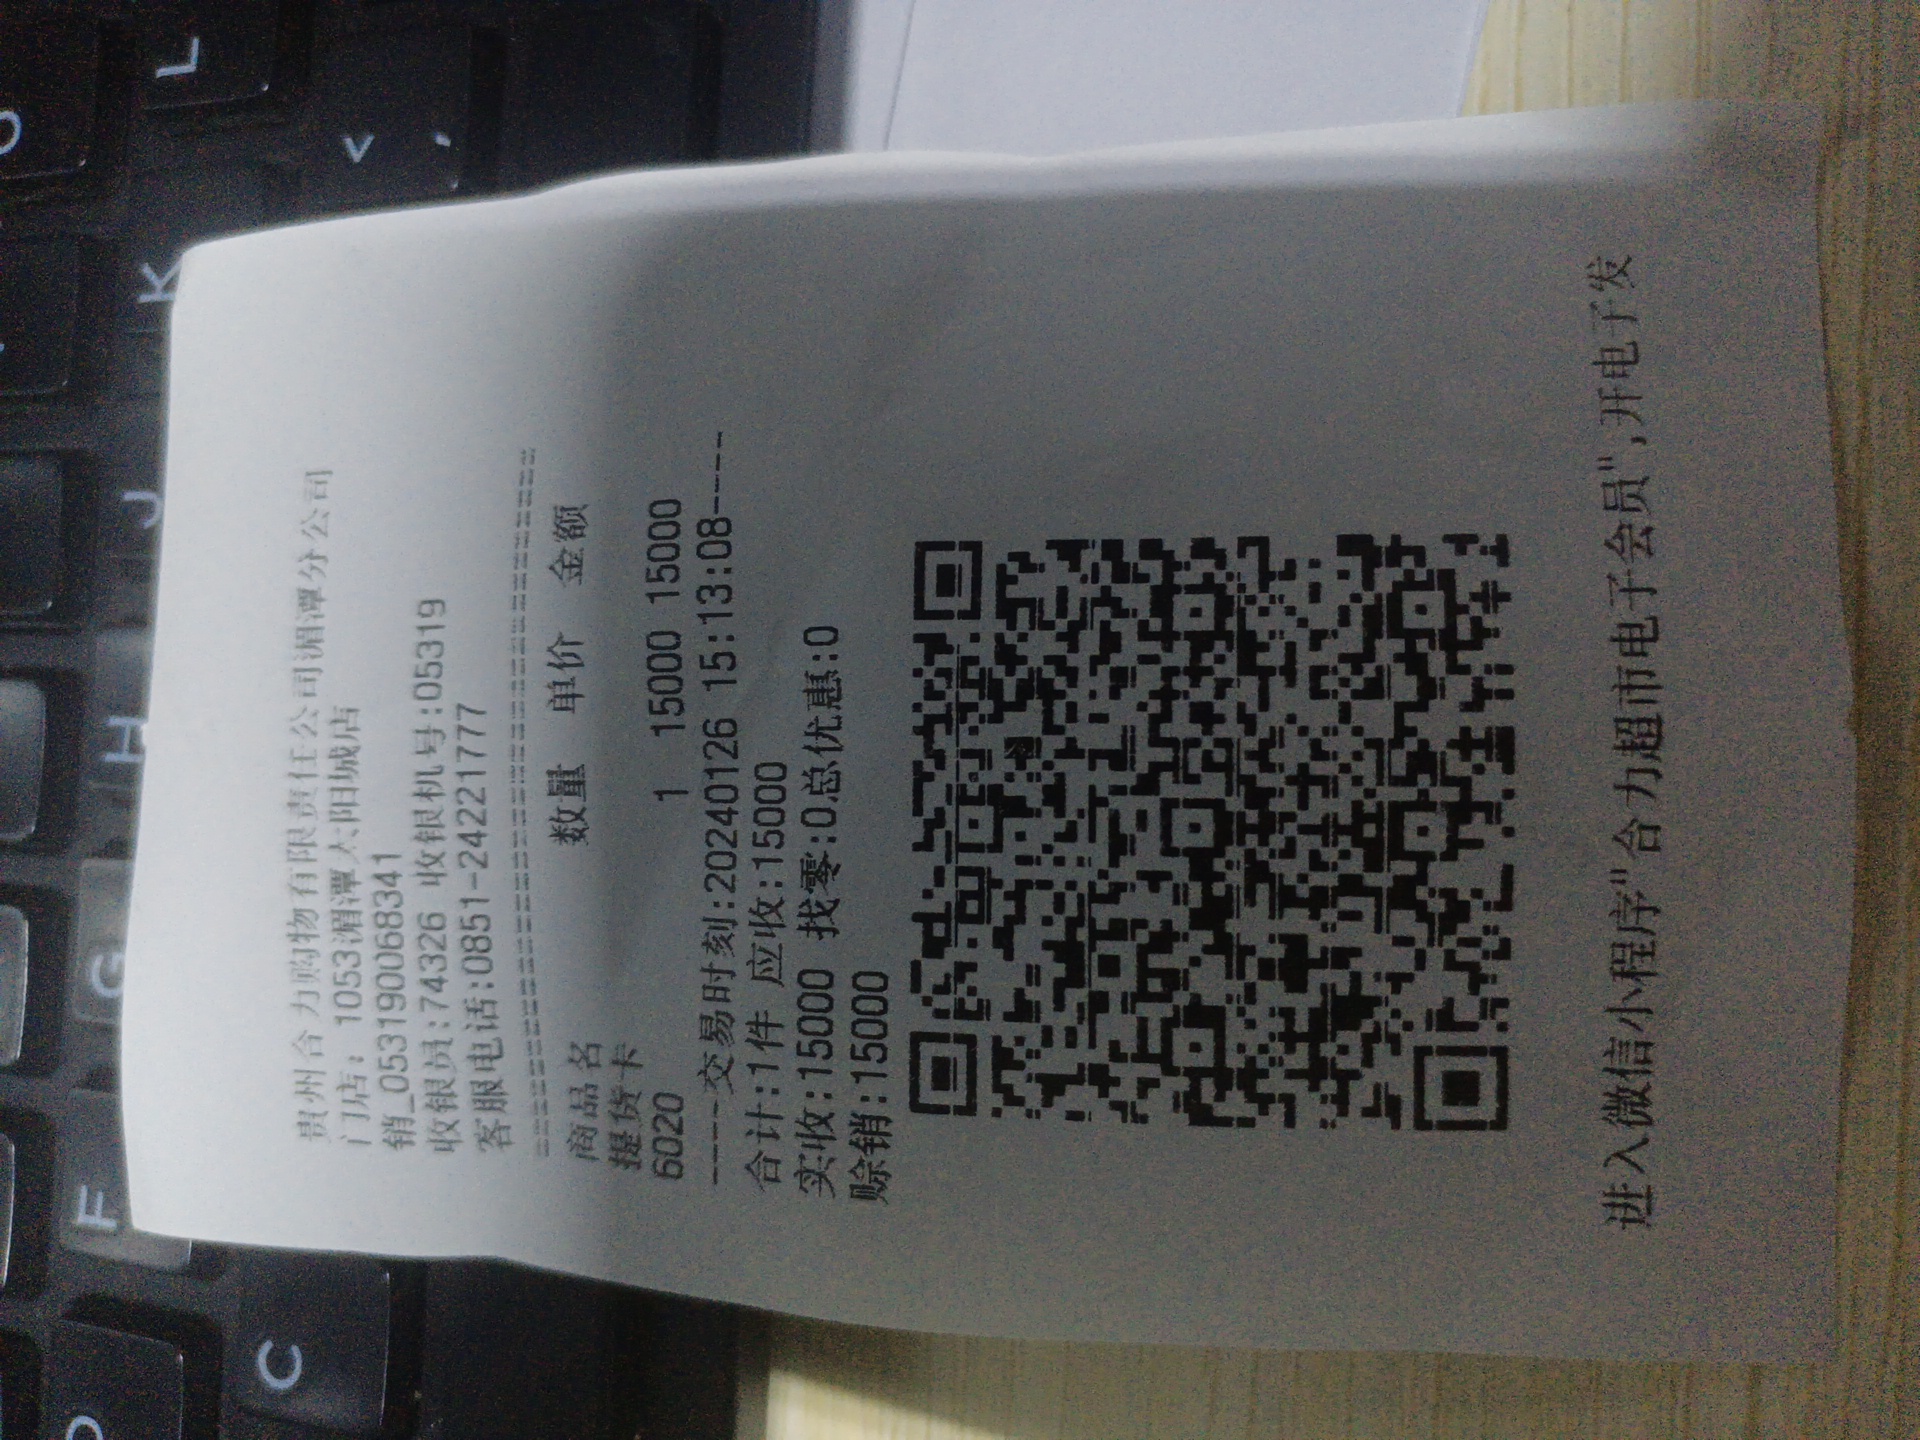 贵州合力购物有限责任公司湄潭分公司
门店: 1053湄潭太阳城店
销_053190068341
收银员:74326 收银机号:05319
客服电话:0851-24221777
================================
商品名 数量 单价 金额
提货卡
6020 1 15000 15000
----交易时刻:20240126 15:13:08----
合计:1件 应收:15000
实收:15000 找零:0总优惠:0
赊销:15000
进入微信小程序"合力超市电子会员",开电子发
L
O
<
,
K
J
H
G
F
C
D